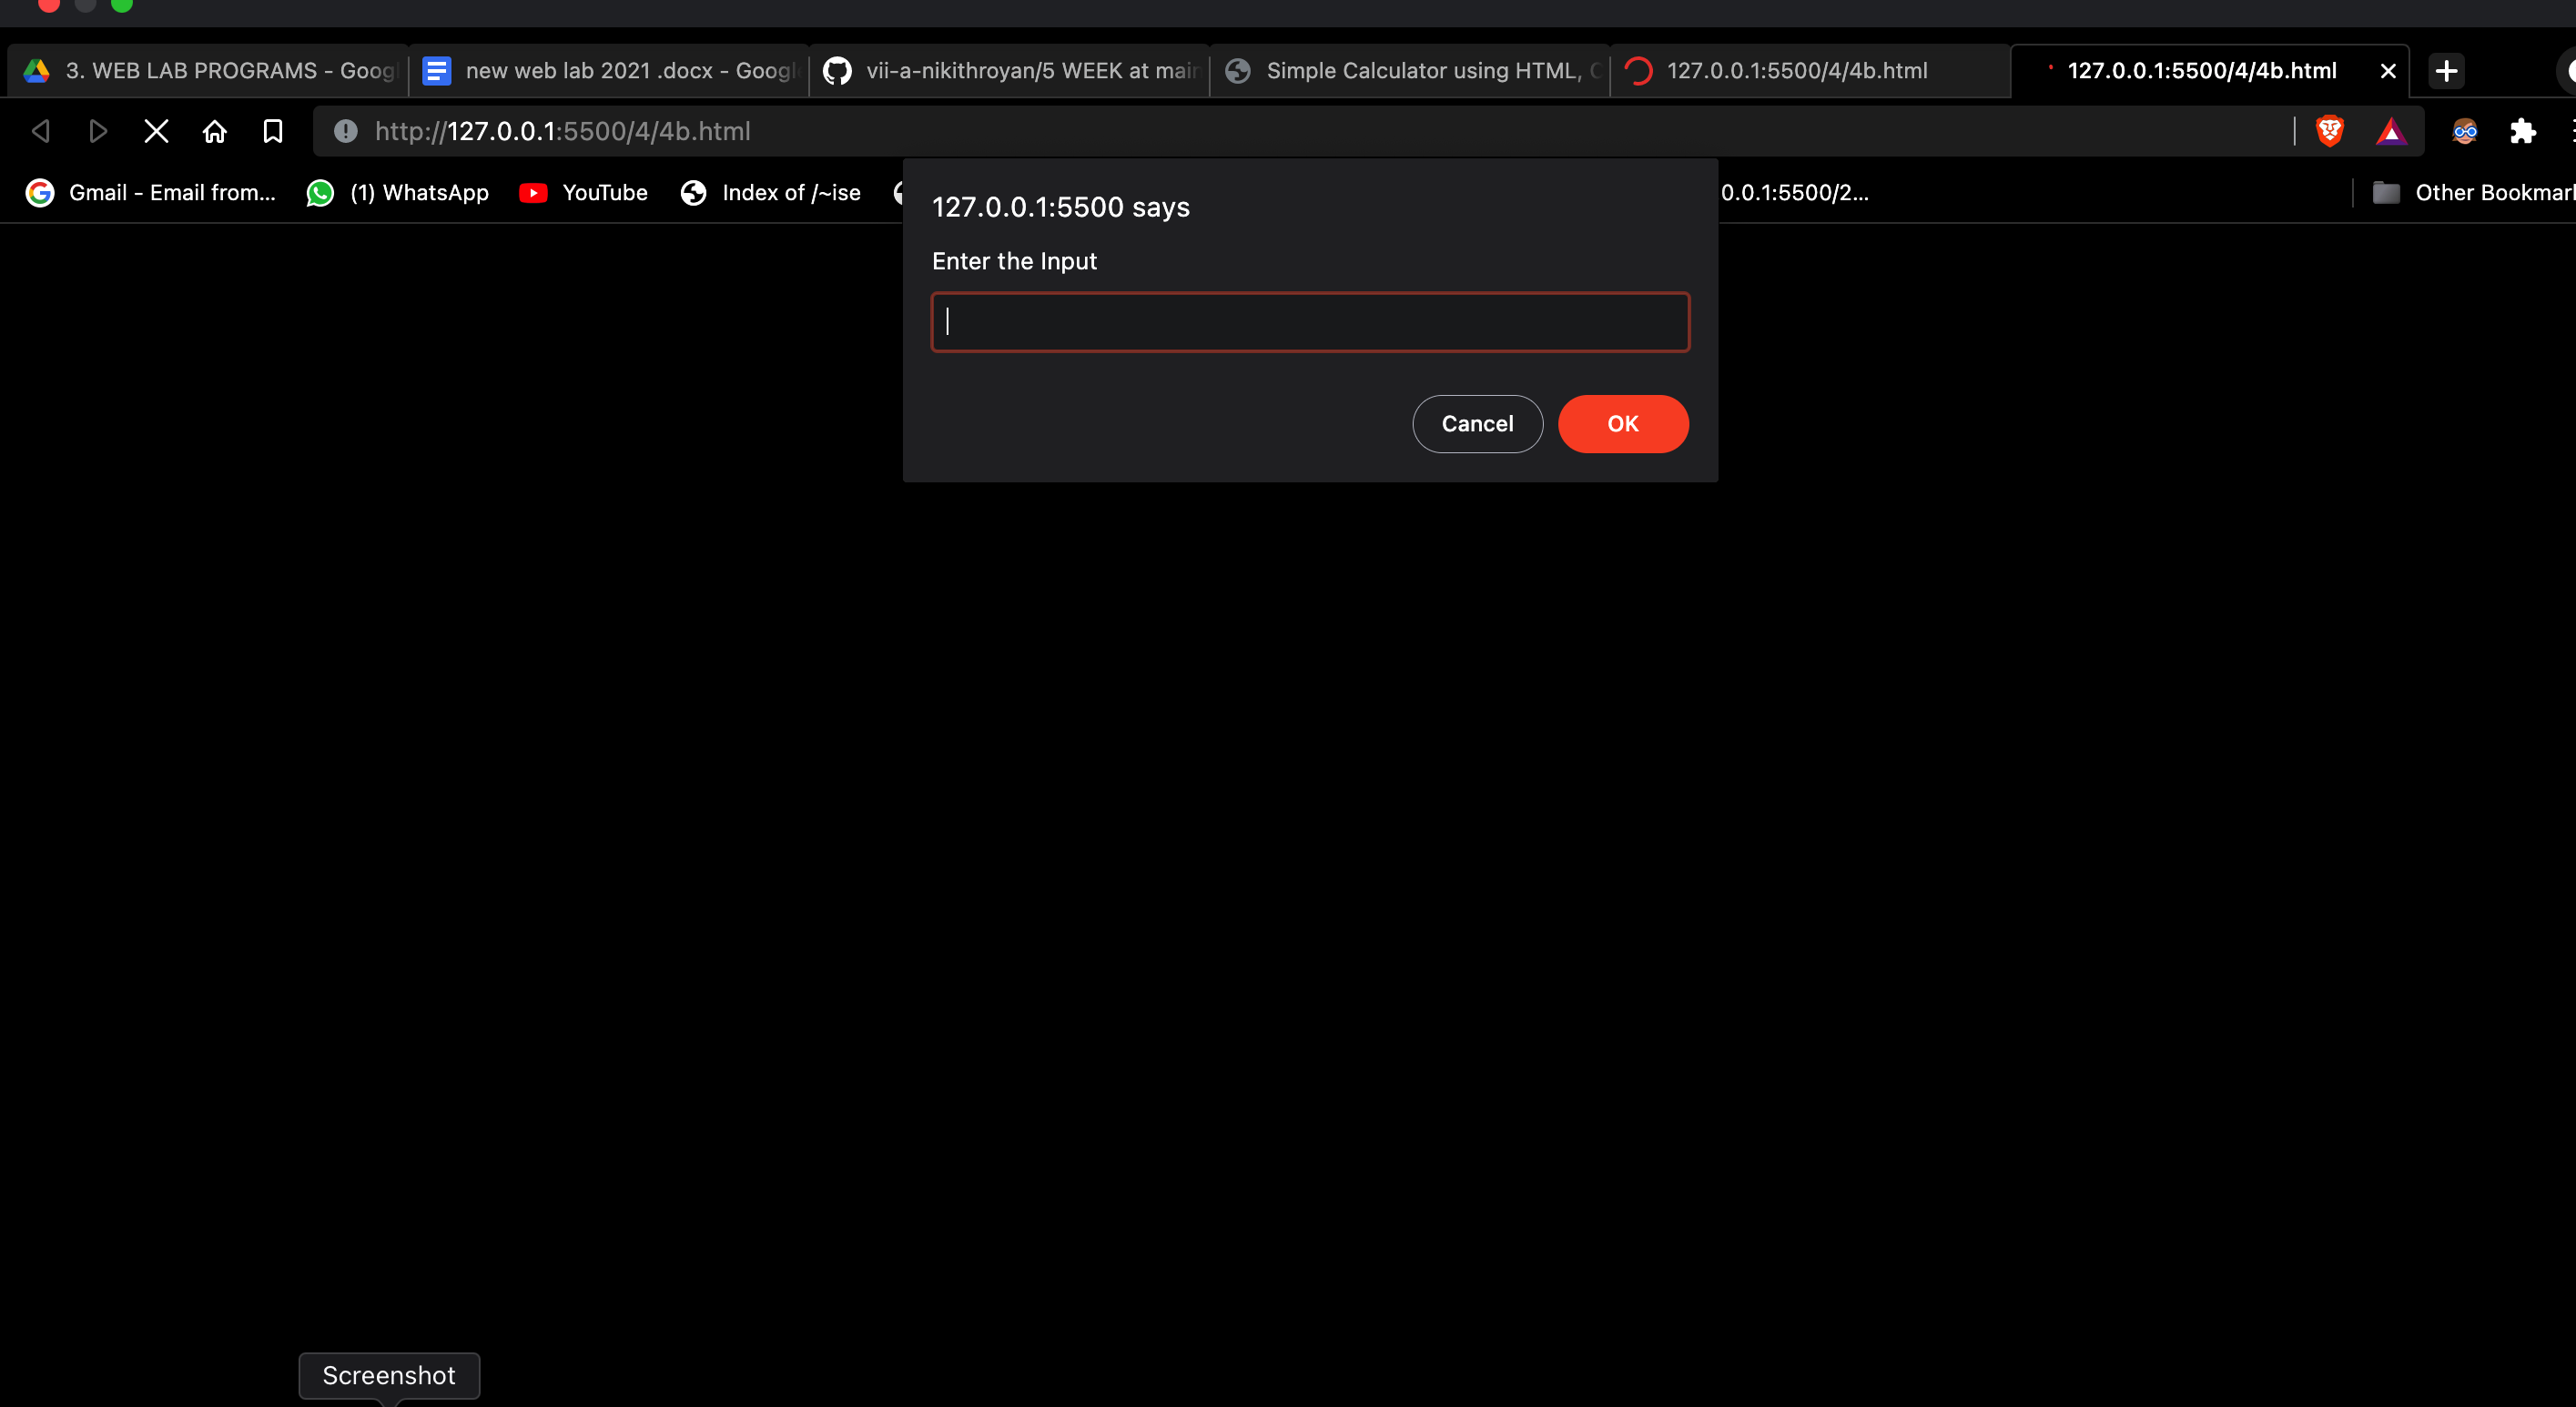 3. WEB LAB PROGRAMS - Goog
new web lab 2021 .docx - Googl
vii-a-nikithroyan/5 WEEK at main
Simple Calculator using HTML, C
127.0.0.1:5500/4/4b.html
127.0.0.1:5500/4/4b.html
http://127.0.0.1:5500/4/4b.html
Gmail - Email from...
(1) WhatsApp
YouTube
Index of /~ise
0.0.1:5500/2...
Other Bookmark
127.0.0.1:5500 says
Enter the Input
Cancel
OK
Screenshot